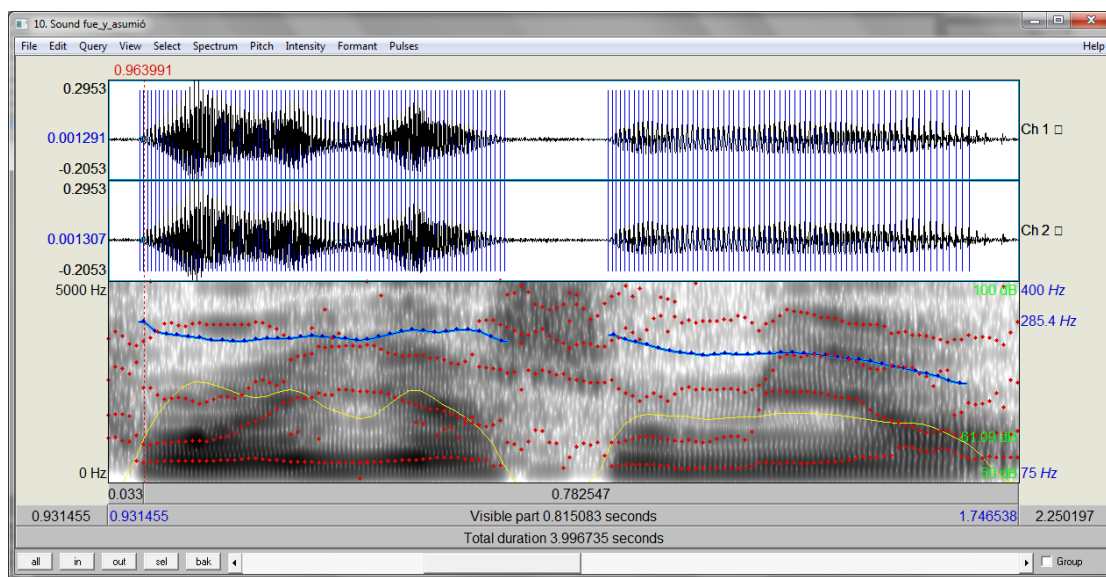 10. Sound fue_y_asumió
File Edit Query View Select Spectrum Pitch Intensity Formant Pulses Help
0.963991
0.2953
0.001291
-0.2053
Ch 1
0.2953
0.001307
-0.2053
Ch 2
5000 Hz 100 dB 400 Hz
285.4 Hz
61.09 dB
0 Hz 50 dB 75 Hz
0.033 0.782547
0.931455 0.931455 Visible part 0.815083 seconds 1.746538 2.250197
Total duration 3.996735 seconds
all in out sel bak Group